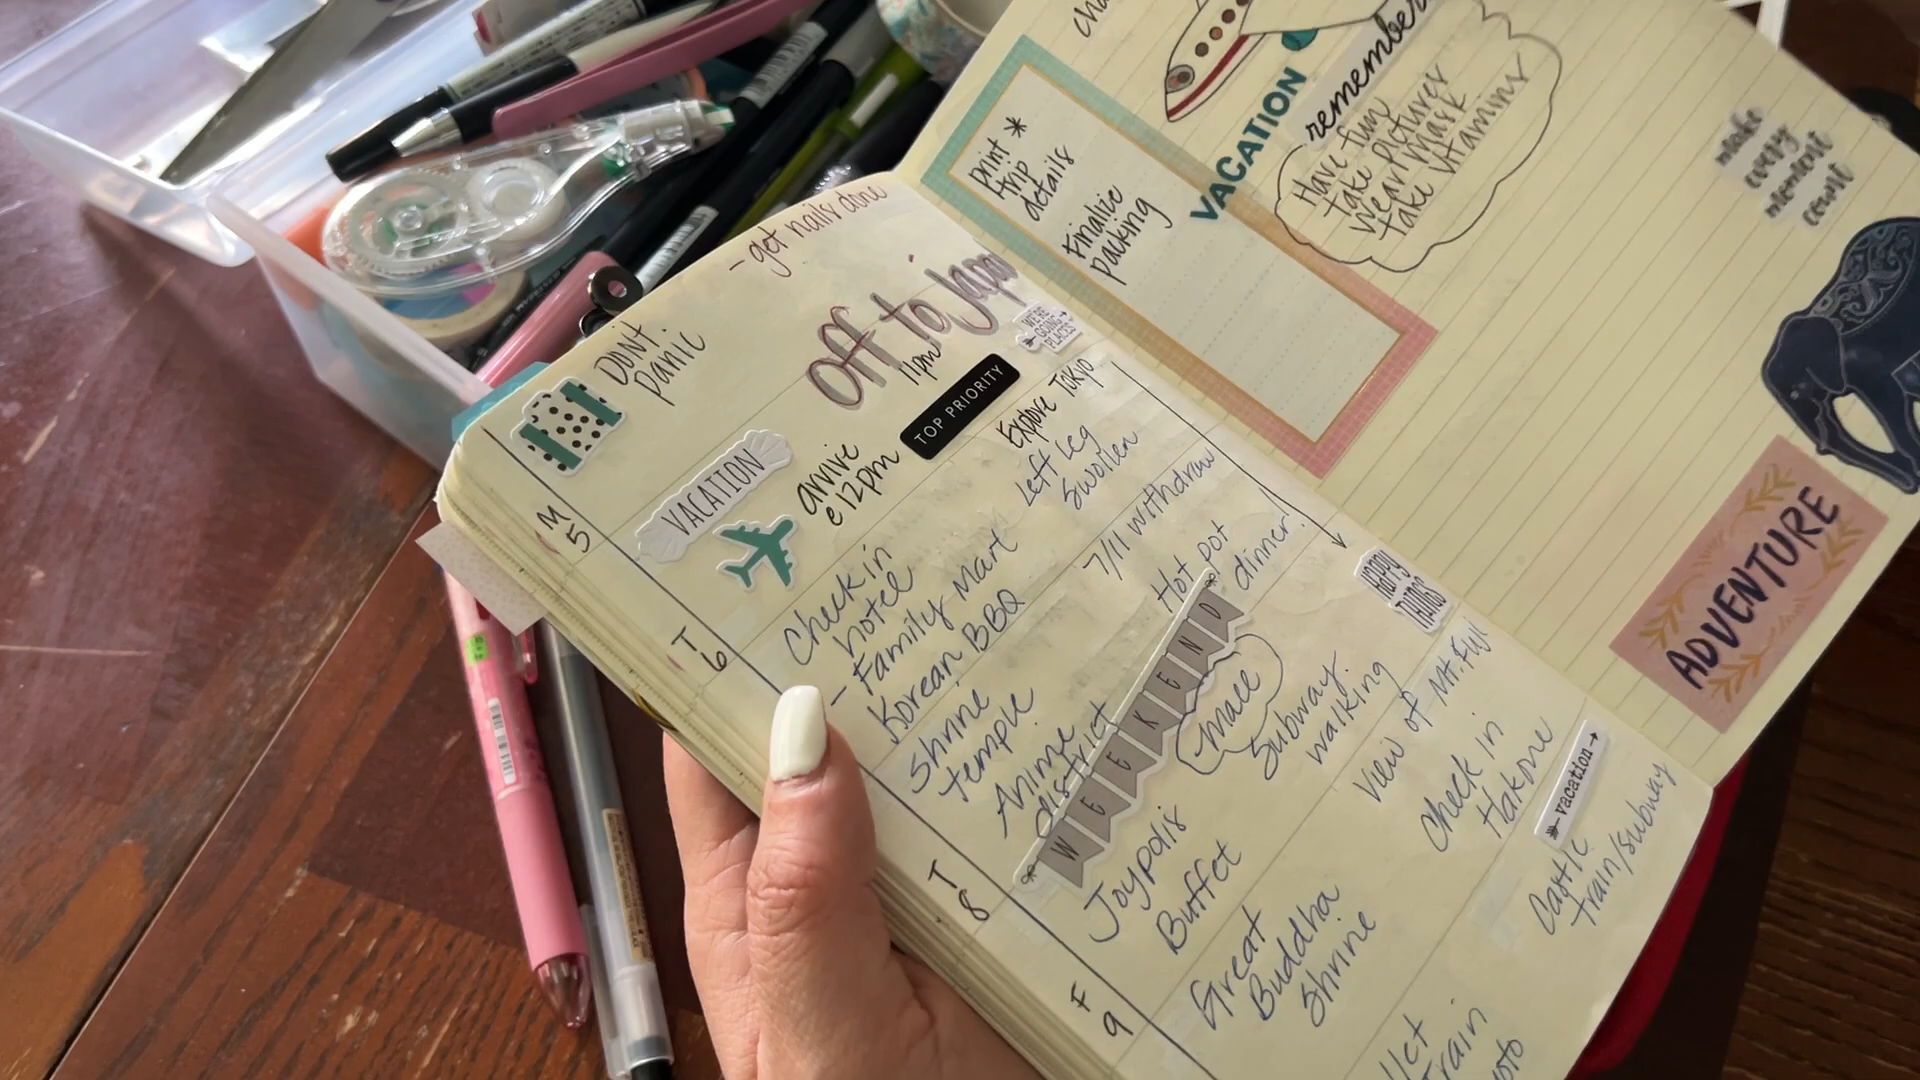 - get nails done
DON'T
panic
Off to Japan
11pm
WE'RE
GOING
PLACES
TOP PRIORITY
M
5
VACATION
arrive
e 12pm
Explore Tokyo
Left Leg
Swollen
T
6
Check in
hotel
- Family Mart
Korean BBQ
7/11 withdraw
Hot pot
dinner!
Shrine
temple
Anime
district
WEEKEND
Subway.
walking
HAPPY
THINGS
View of Mt. Fuji
T
8
Joypolis
Buffet
Check in
Hakone
vacation
F
9
Great
Buddha
Shrine
Castle
train/subway
train
print *
trip
details
Finalize
packing
VACATION
remember
Have fun
take pictures
Wear mask
take vitamins
make
every
moment
count
ADVENTURE